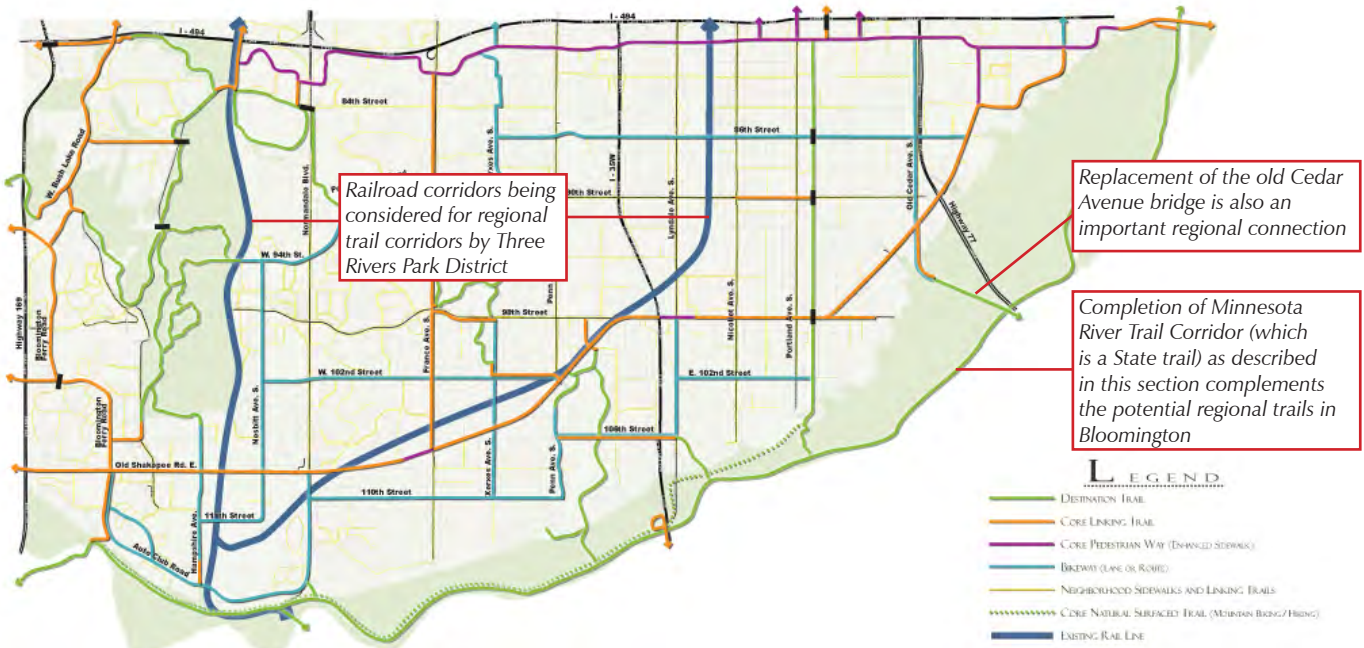 I - 494
I - 494
84th Street
W. Bush Lake Road
86th Street
Normandale Blvd.
I - 35W
Lyndale Ave. S.
Old Cedar Ave. S.
Highway 77
Railroad corridors being
considered for regional
trail corridors by Three
Rivers Park District
Replacement of the old Cedar
Avenue bridge is also an
important regional connection
W. 94th St.
Penn
Highway 169
Bloomington
Ferry Road
98th Street
France Ave. S.
Nicollet Ave. S.
Portland Ave. S.
Completion of Minnesota
River Trail Corridor (which
is a State trail) as described
in this section complements
the potential regional trails in
Bloomington
W. 102nd Street
E. 102nd Street
Nesbitt Ave. S.
Bloomington
Ferry Road
106th Street
Old Shakopee Rd. E.
Xerxes Ave. S.
Penn Ave. S.
110th Street
Hampshire Ave.
Auto Club Road
LEGEND
DESTINATION TRAIL
CORE LINKING TRAIL
CORE PEDESTRIAN WAY (ENHANCED SIDEWALK)
BIKEWAY (LANE OR ROUTE)
NEIGHBORHOOD SIDEWALKS AND LINKING TRAILS
CORE NATURAL SURFACED TRAIL (MOUNTAIN BIKING / HIKING)
EXISTING RAIL LINE